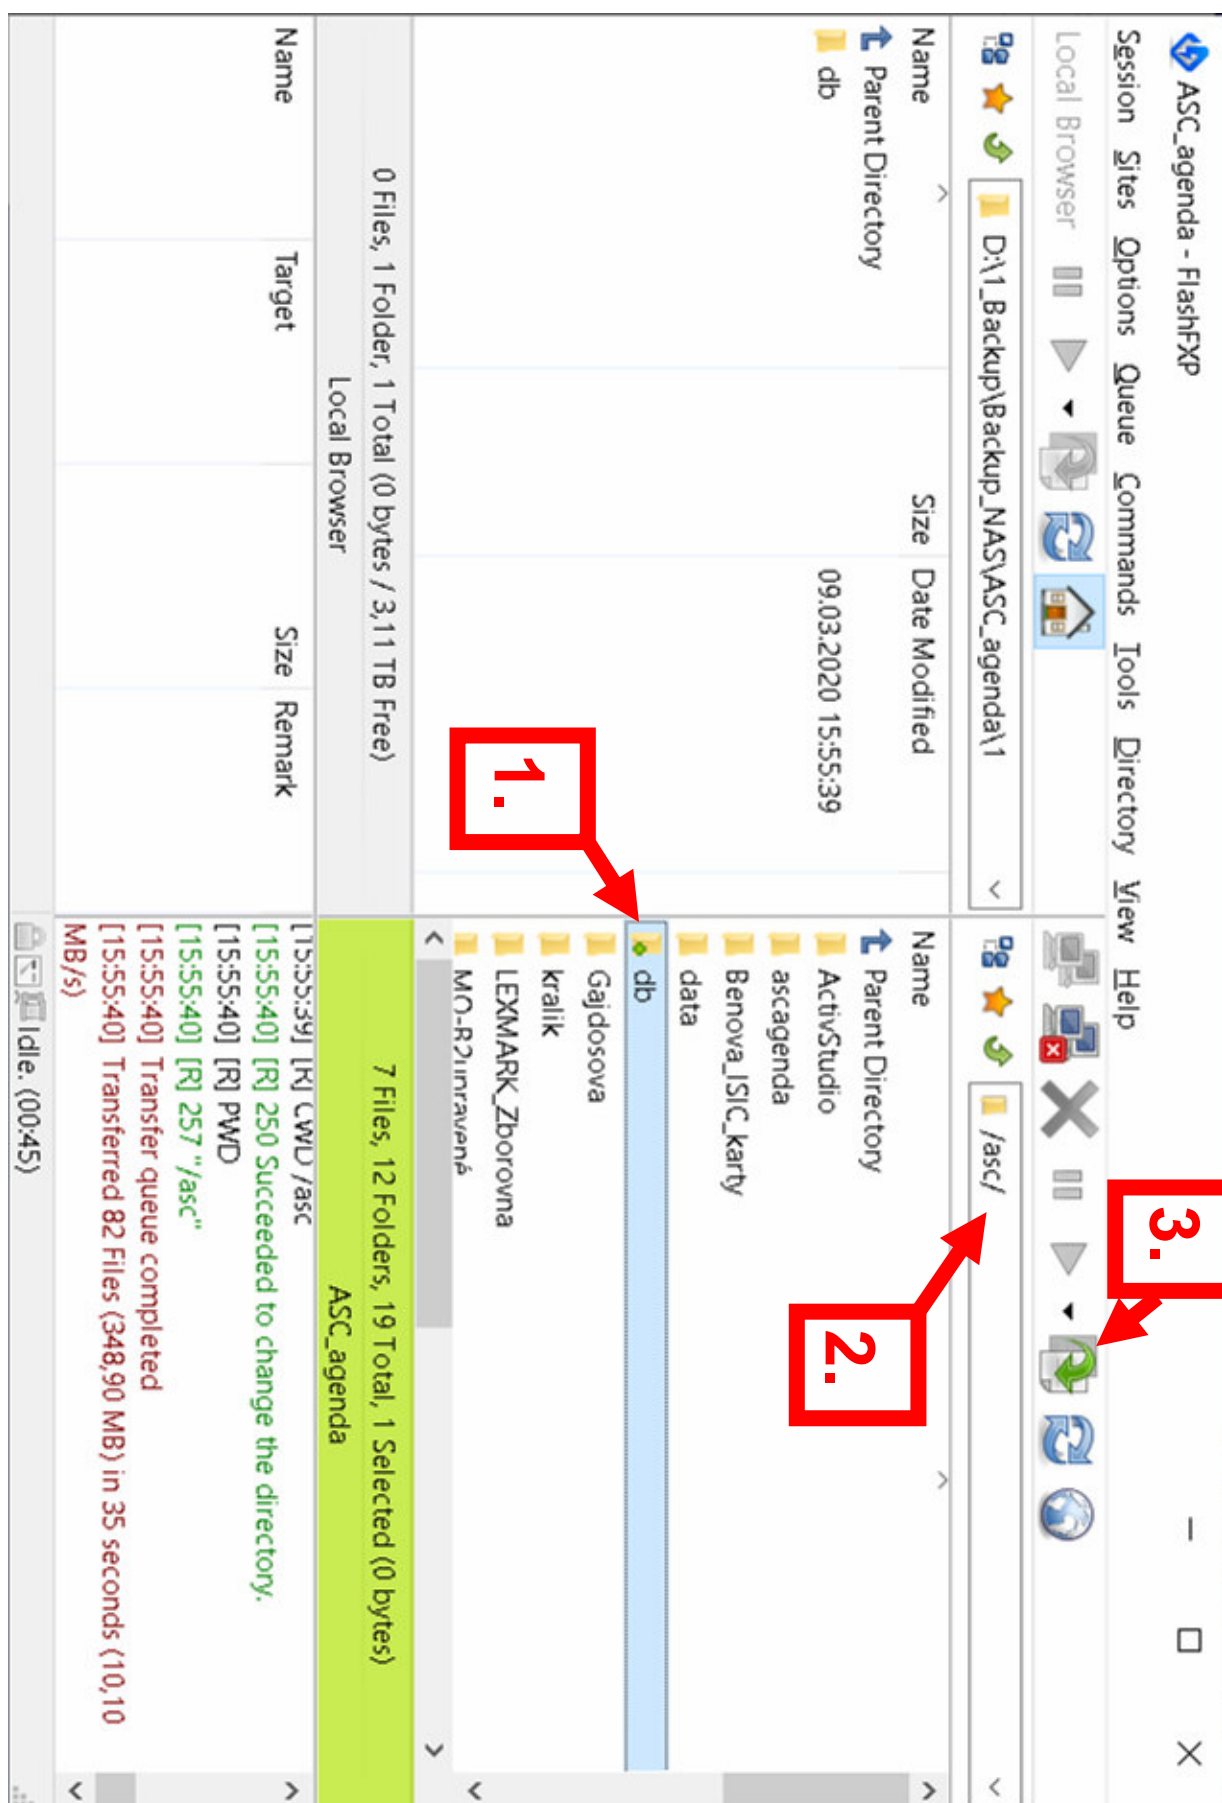 ASC_agenda - FlashFXP
Session Sites Options Queue Commands Tools Directory View Help
3.
Local Browser
D:\1_Backup\Backup_NAS\ASC_agenda\1
/asc/
Name Size Date Modified
Parent Directory
db 09.03.2020 15:55:39
2.
1.
Name
Parent Directory
ActivStudio
ascagenda
Benova_ISIC_karty
data
db
Gajdosova
kralik
LEXMARK_Zborovna
MO-R2upravené
0 Files, 1 Folder, 1 Total (0 bytes / 3,11 TB Free)
Local Browser
7 Files, 12 Folders, 19 Total, 1 Selected (0 bytes)
ASC_agenda
Name Target Size Remark
[15:55:39] [R] CWD /asc
[15:55:40] [R] 250 Succeeded to change the directory.
[15:55:40] [R] PWD
[15:55:40] [R] 257 "/asc"
[15:55:40] Transfer queue completed
[15:55:40] Transferred 82 Files (348,90 MB) in 35 seconds (10,10
MB/s)
Idle. (00:45)